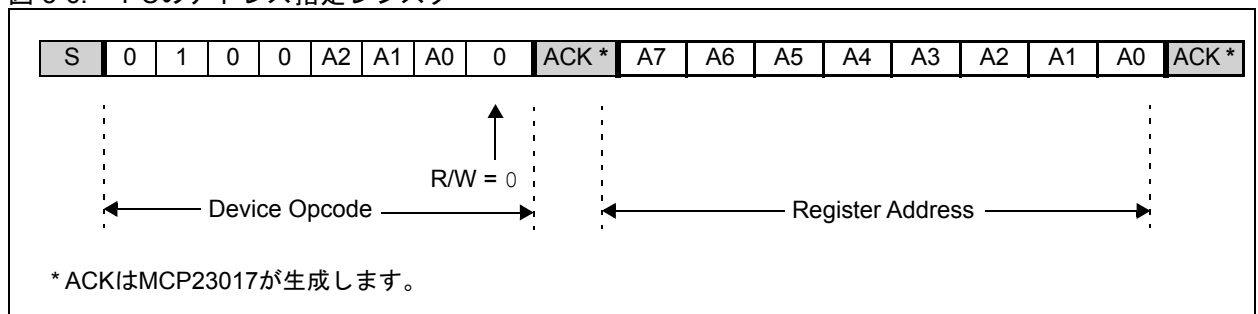 S 0 1 0 0 A2 A1 A0 0 ACK * A7 A6 A5 A4 A3 A2 A1 A0 ACK *
R/W = 0
Device Opcode
Register Address
* ACKはMCP23017が生成します。